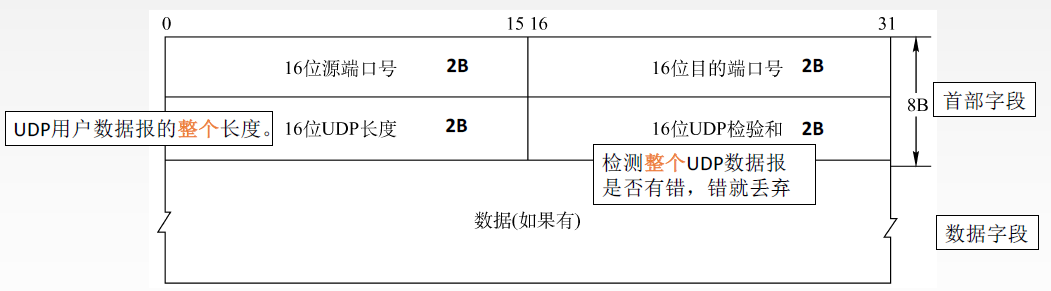 0 15 16 31
16位源端口号 2B 16位目的端口号 2B
8B 首部字段
UDP用户数据报的整个长度。 16位UDP长度 2B 16位UDP检验和 2B
检测整个UDP数据报
是否有错，错就丢弃
数据(如果有) 数据字段